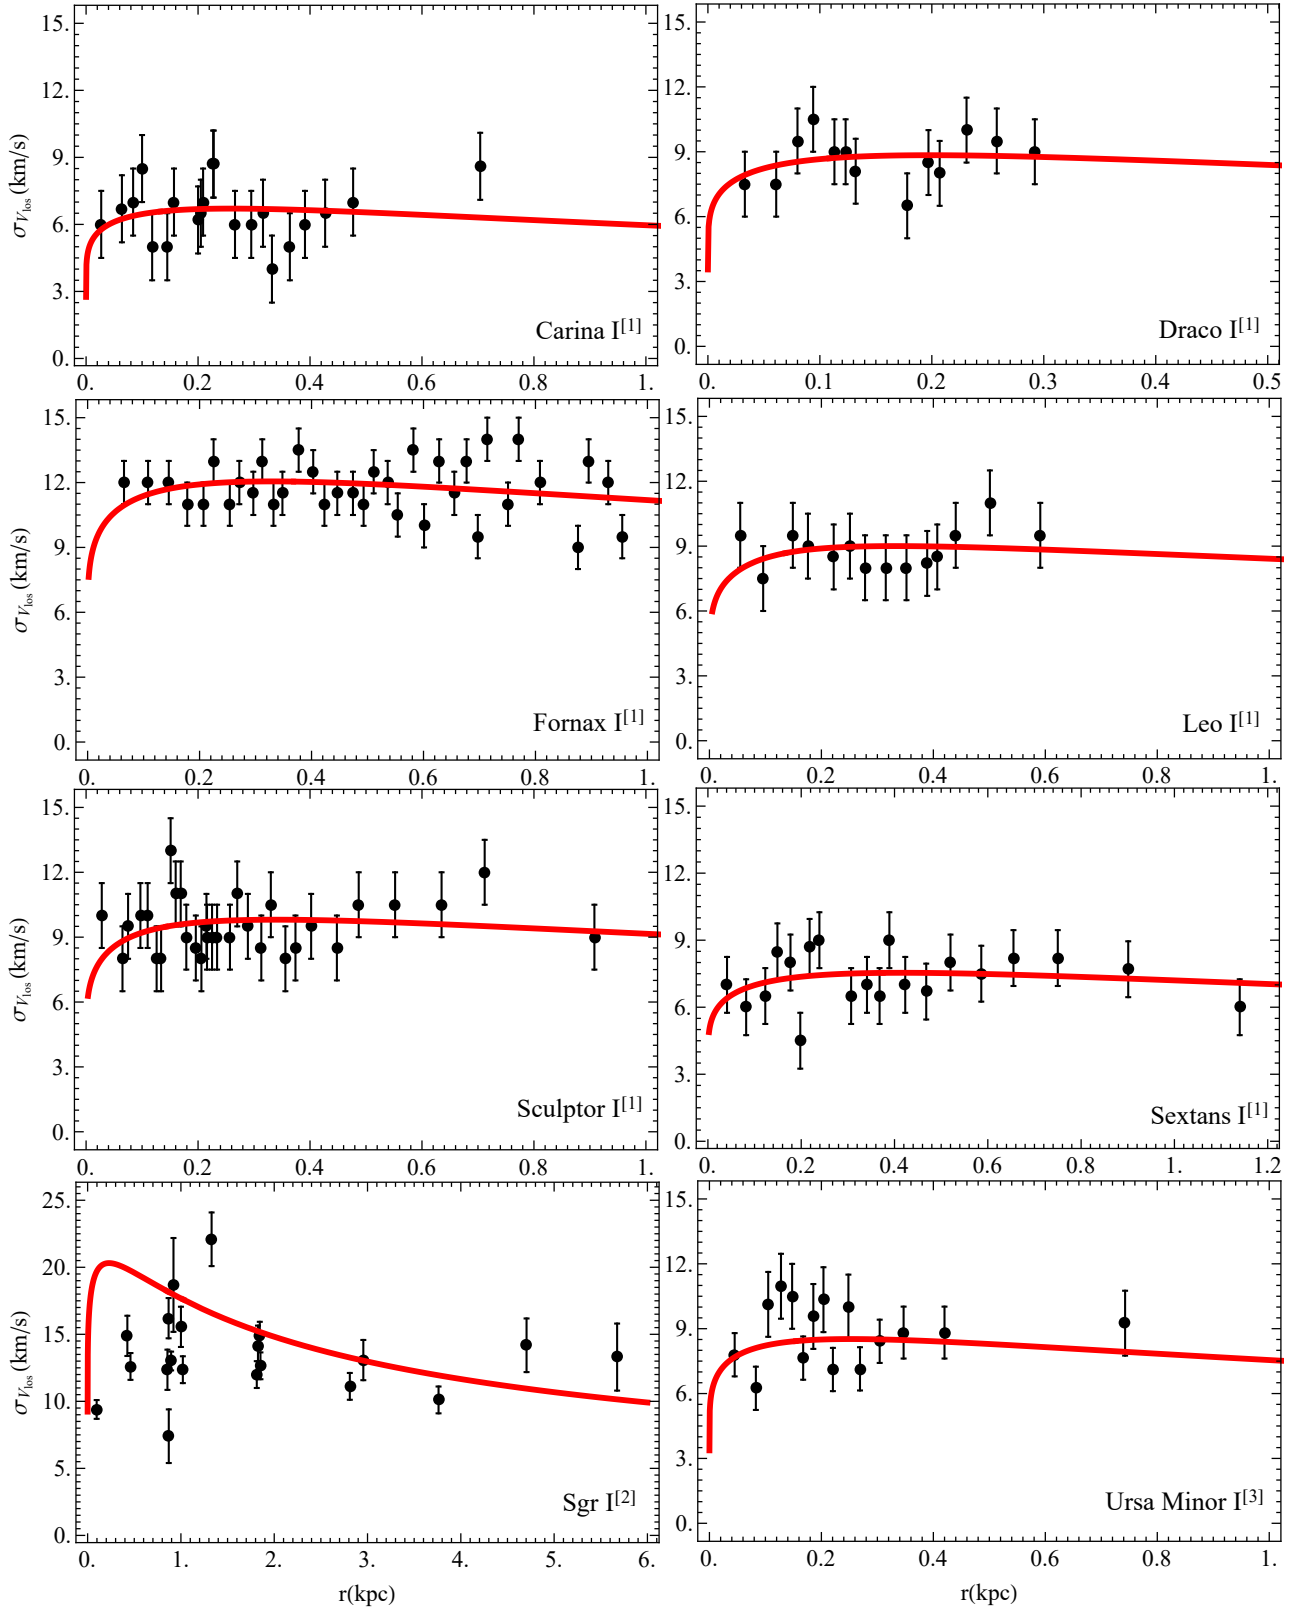 15.
12.
9.
6.
3.
0.
σV_los (km/s)
Carina I[1]
0. 0.2 0.4 0.6 0.8 1.
15.
12.
9.
6.
3.
0.
Draco I[1]
0. 0.1 0.2 0.3 0.4 0.5
15.
12.
9.
6.
3.
0.
σV_los (km/s)
Fornax I[1]
0. 0.2 0.4 0.6 0.8 1.
15.
12.
9.
6.
3.
0.
Leo I[1]
0. 0.2 0.4 0.6 0.8 1.
15.
12.
9.
6.
3.
0.
σV_los (km/s)
Sculptor I[1]
0. 0.2 0.4 0.6 0.8 1.
15.
12.
9.
6.
3.
0.
Sextans I[1]
0. 0.2 0.4 0.6 0.8 1. 1.2
25.
20.
15.
10.
5.
0.
σV_los (km/s)
Sgr I[2]
0. 1. 2. 3. 4. 5. 6.
r(kpc)
15.
12.
9.
6.
3.
0.
Ursa Minor I[3]
0. 0.2 0.4 0.6 0.8 1.
r(kpc)